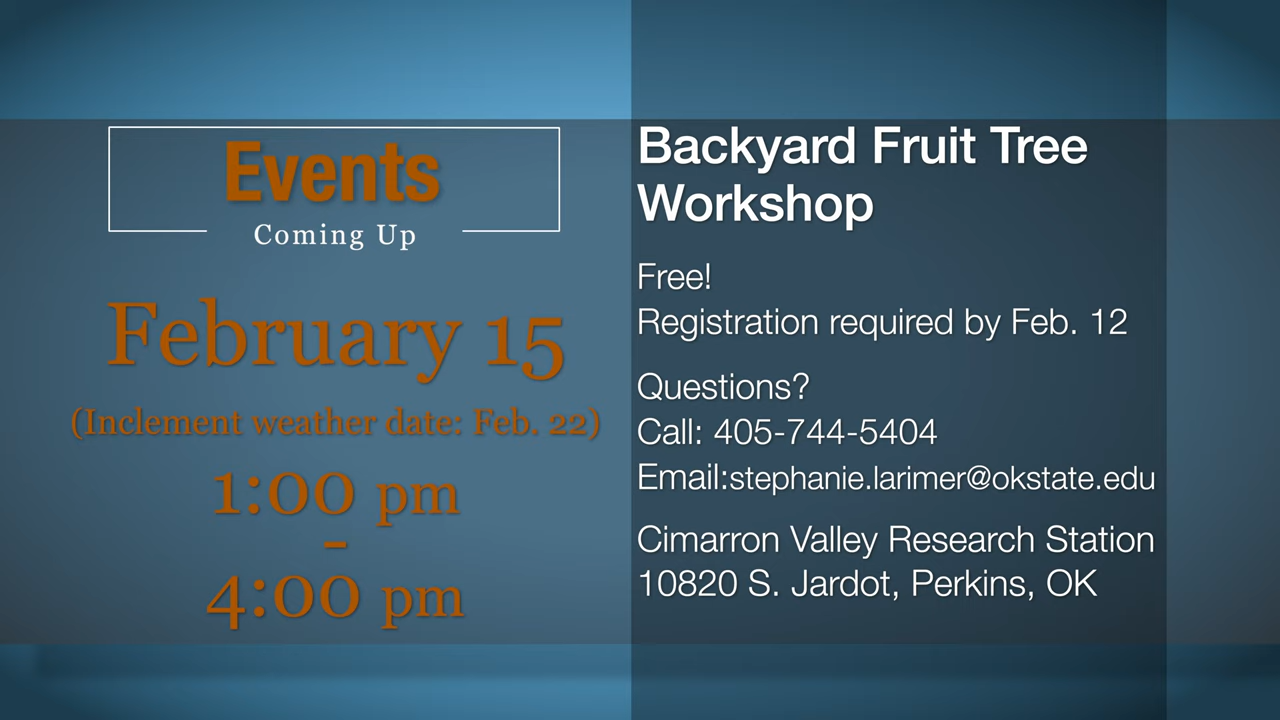 Events
Coming Up
February 15
(Inclement weather date: Feb. 22)
1:00 pm
-
4:00 pm
Backyard Fruit Tree
Workshop
Free!
Registration required by Feb. 12
Questions?
Call: 405-744-5404
Email:stephanie.larimer@okstate.edu
Cimarron Valley Research Station
10820 S. Jardot, Perkins, OK